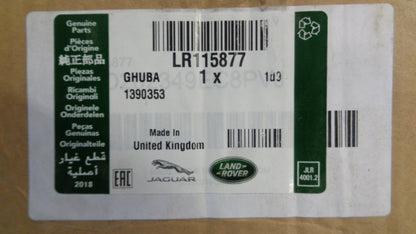 Genuine
Parts
Pièces
d'Origine
純正部品
Piezas
Originales
Ricambi
Originali
Originele
Onderdelen
Peças
Genuínas
Originalteile
قطع غيار
أصلية
2018
LR115877
GHUBA
1 x
1390353
Made In
United Kingdom
EAC
JAGUAR
LAND
ROVER
JLR
4001.2